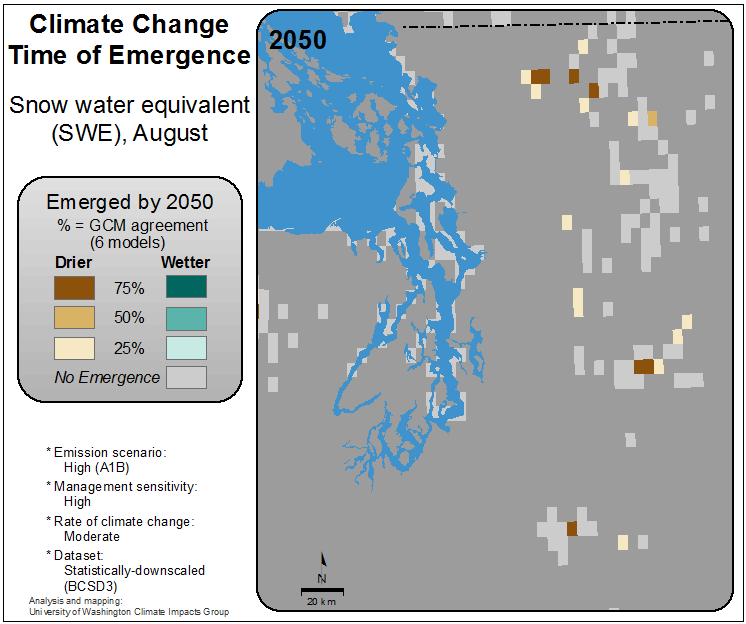 Climate Change
Time of Emergence
Snow water equivalent
(SWE), August
Emerged by 2050
% = GCM agreement
(6 models)
Drier Wetter
75%
50%
25%
No Emergence
* Emission scenario:
High (A1B)
* Management sensitivity:
High
* Rate of climate change:
Moderate
* Dataset:
Statistically-downscaled
(BCSD3)
Analysis and mapping:
University of Washington Climate Impacts Group
2050
N
20 km